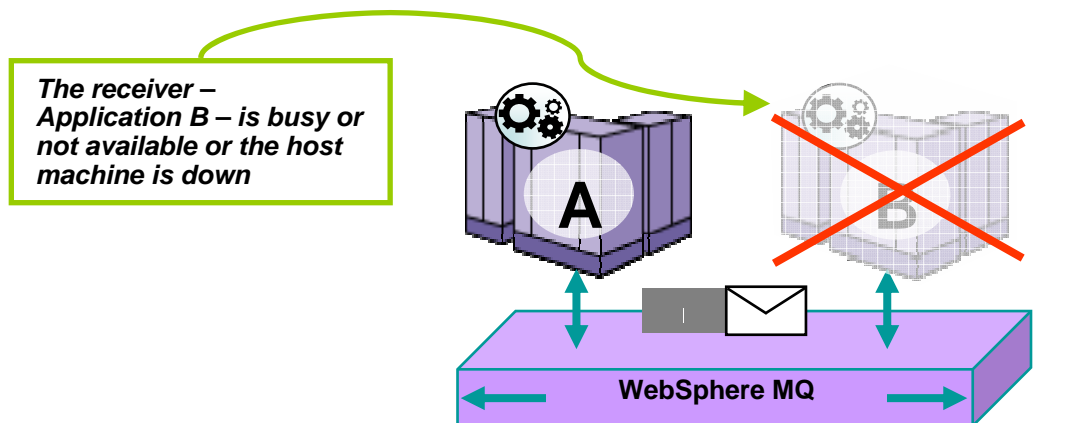 The receiver –
Application B – is busy or
not available or the host
machine is down
A
B
WebSphere MQ